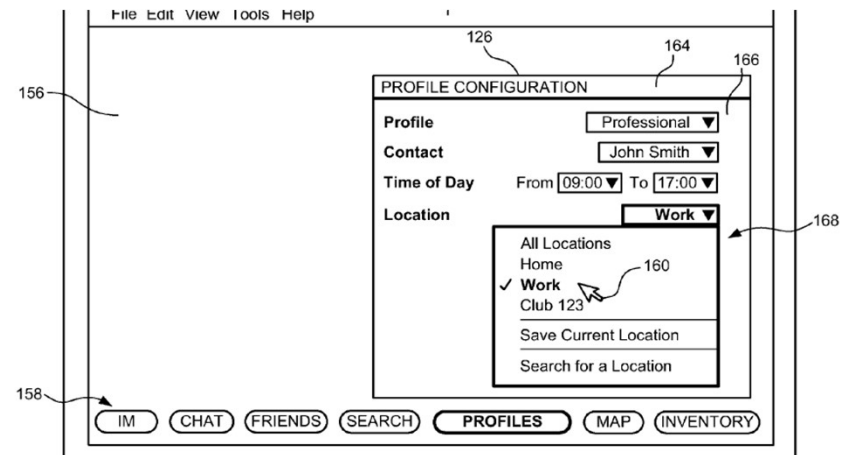 File Edit View Tools Help
126
164
166
156
PROFILE CONFIGURATION
Profile Professional ▼
Contact John Smith ▼
Time of Day From 09:00 ▼ To 17:00 ▼
Location Work ▼
168
All Locations
Home
160
✓ Work
Club 123
Save Current Location
Search for a Location
158
IM CHAT FRIENDS SEARCH PROFILES MAP INVENTORY